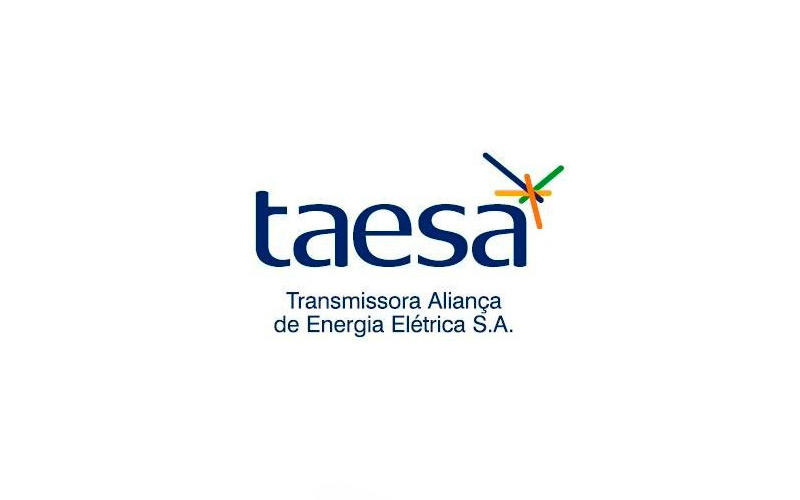 taesa
Transmissora Aliança
de Energia Elétrica S.A.